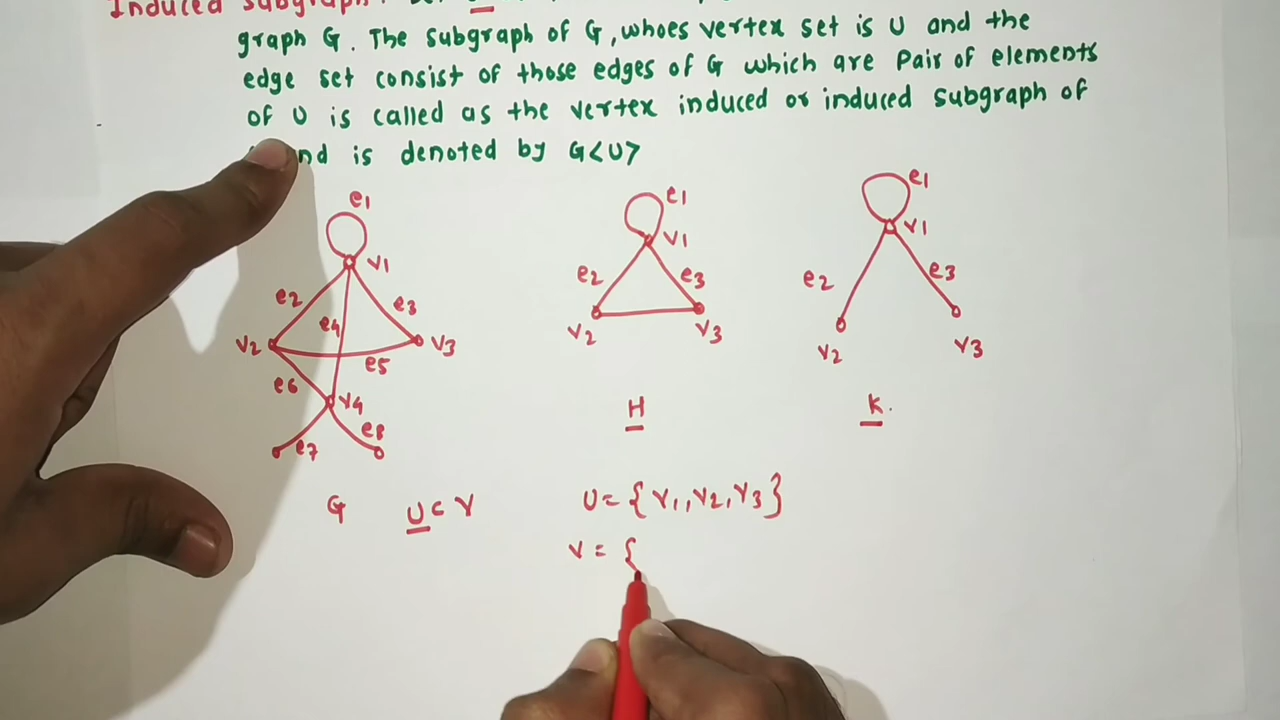 Induced subgraph:
graph G. The subgraph of G, whoes vertex set is U and the
edge set consist of those edges of G which are Pair of elements
of U is called as the vertex induced or induced subgraph of
nd is denoted by G<U>
e1
v1
e2
e4
e3
v2
v3
e5
e6
v4
e7
e8
G
U ⊂ V
e1
v1
e2
e3
v2
v3
H
e1
v1
e2
e3
v2
v3
K.
U = { v1, v2, v3 }
V = {